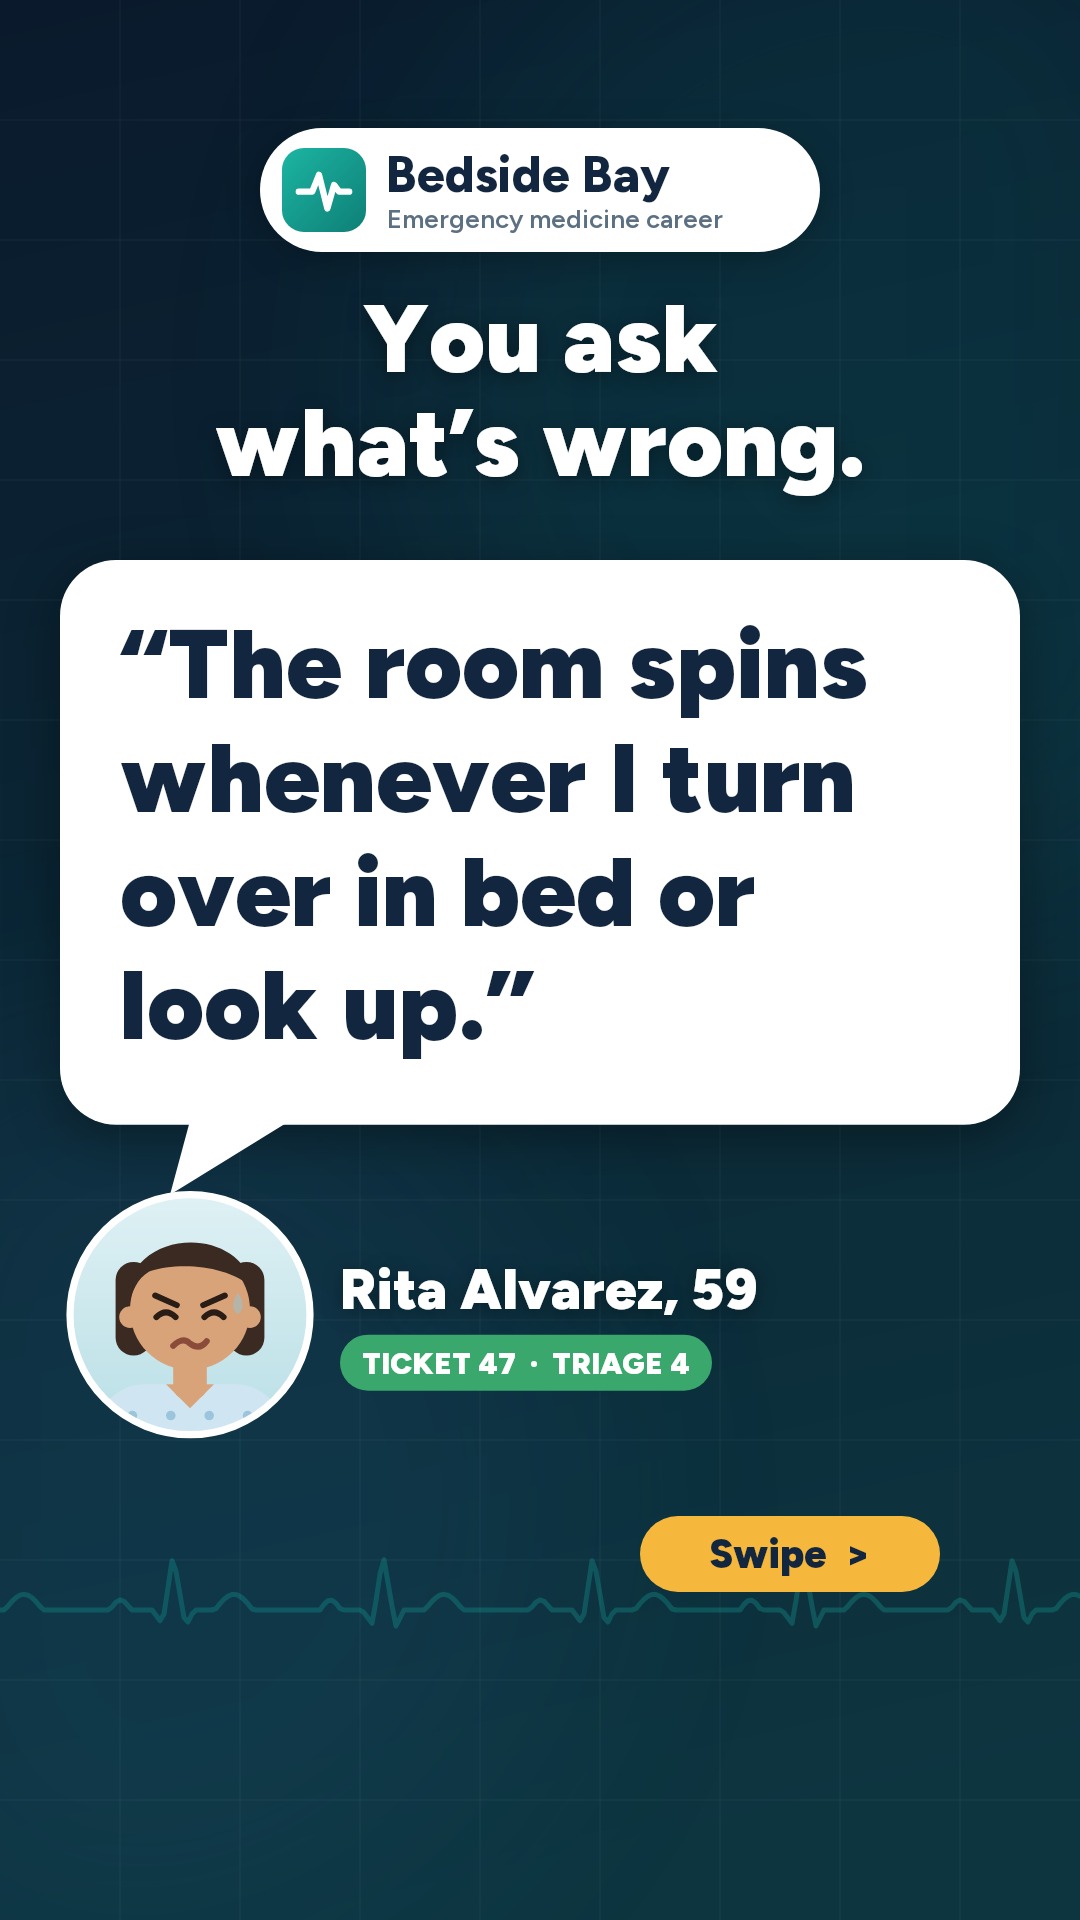 Bedside Bay
Emergency medicine career
You ask
what’s wrong.
“The room spins
whenever I turn
over in bed or
look up.”
Rita Alvarez, 59
TICKET 47 · TRIAGE 4
Swipe >